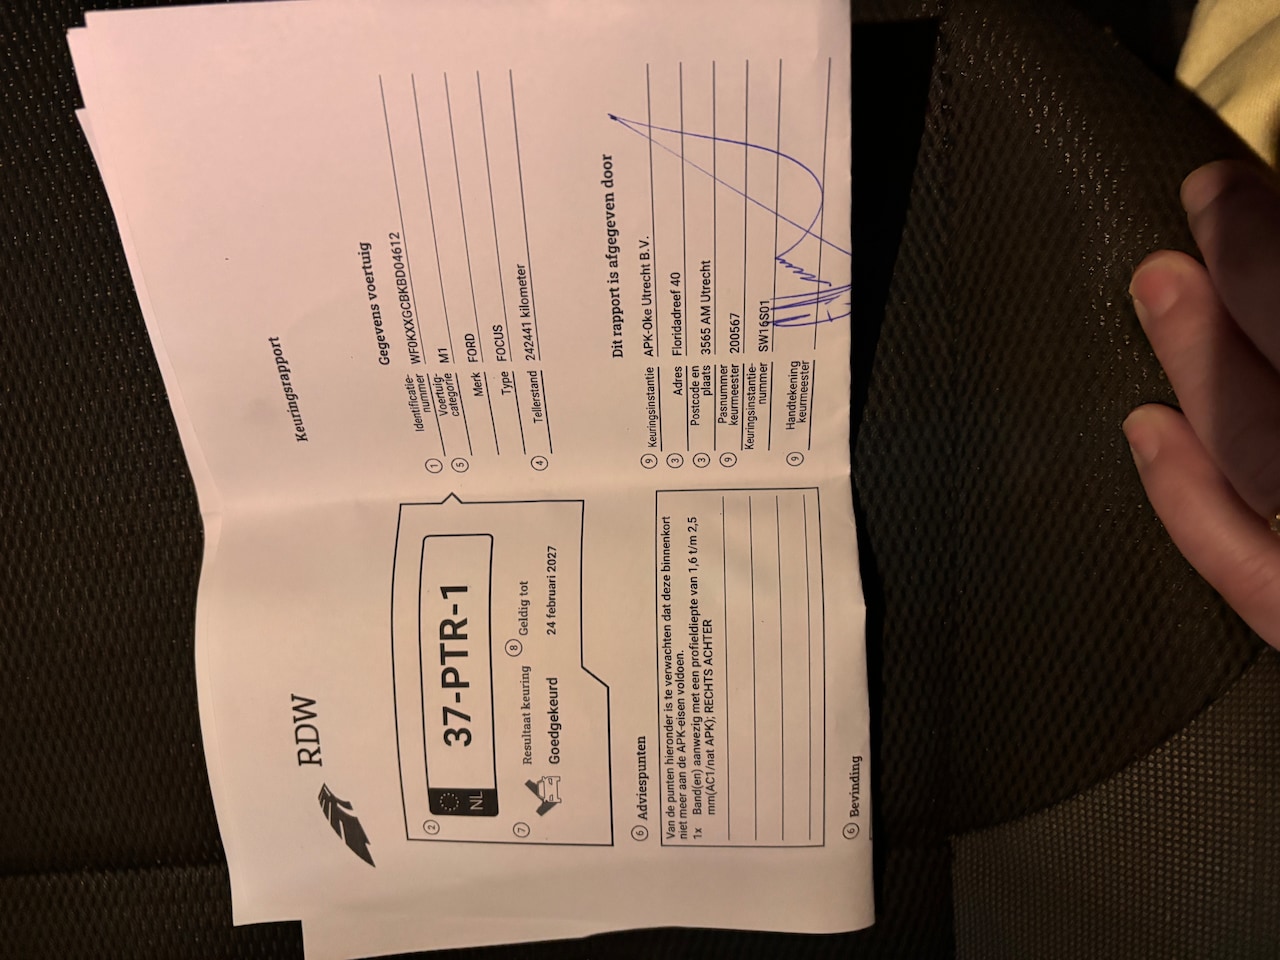 RDW
Keuringsrapport
2
NL
37-PTR-1
7
Resultaat keuring
Goedgekeurd
8
Geldig tot
24 februari 2027
Gegevens voertuig
1 Identificatie-
nummer WF0KXXGCBKBD04612
5 Voertuig-
categorie M1
Merk FORD
Type FOCUS
4 Tellerstand 242441 kilometer
6 Adviespunten
Van de punten hieronder is te verwachten dat deze binnenkort
niet meer aan de APK-eisen voldoen.
1x Band(en) aanwezig met een profieldiepte van 1,6 t/m 2,5
mm(AC1/nat APK); RECHTS ACHTER
Dit rapport is afgegeven door
9 Keuringsinstantie APK-Oke Utrecht B.V.
3 Adres Floridadreef 40
3 Postcode en
plaats 3565 AM Utrecht
9 Pasnummer
keurmeester 200567
Keuringsinstantie-
nummer SW16S01
9 Handtekening
keurmeester
6 Bevinding